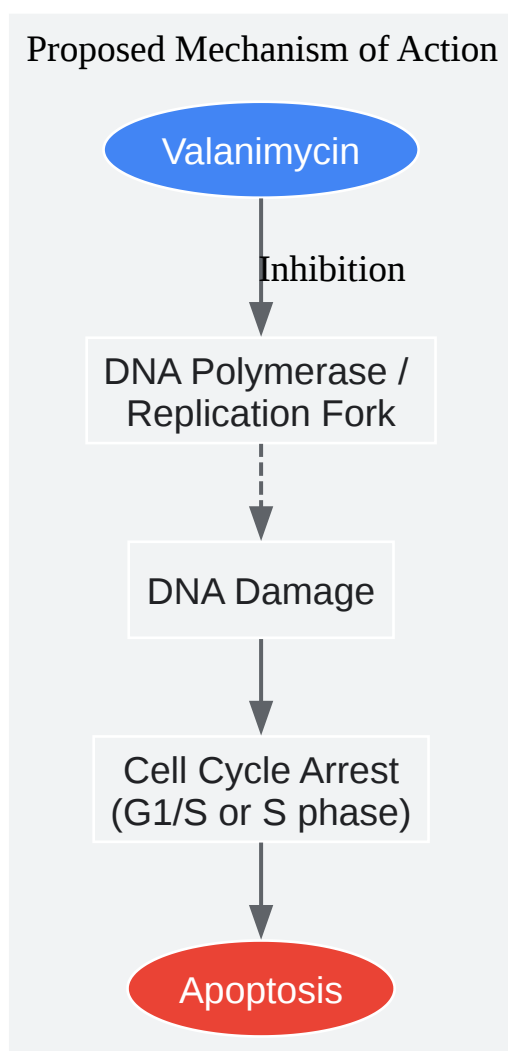 Proposed Mechanism of Action
Valanimycin
Inhibition
DNA Polymerase /
Replication Fork
DNA Damage
Cell Cycle Arrest
(G1/S or S phase)
Apoptosis